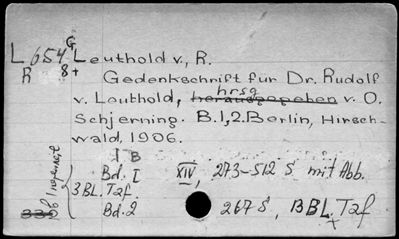 L 654 G Leuthold v., R.
R 8+ Gedenkschrift für Dr. Rudolf
v. Leuthold, herausgegeben hrsg v. O.
Schjerning. B.1,2. Berlin, Hirsch-
wald, 1906.
I B
Bd. I XIV, 273-512 S. mit Abb.
3 BL. Taf
Bd. 2 267 S, 13 BL. Taf